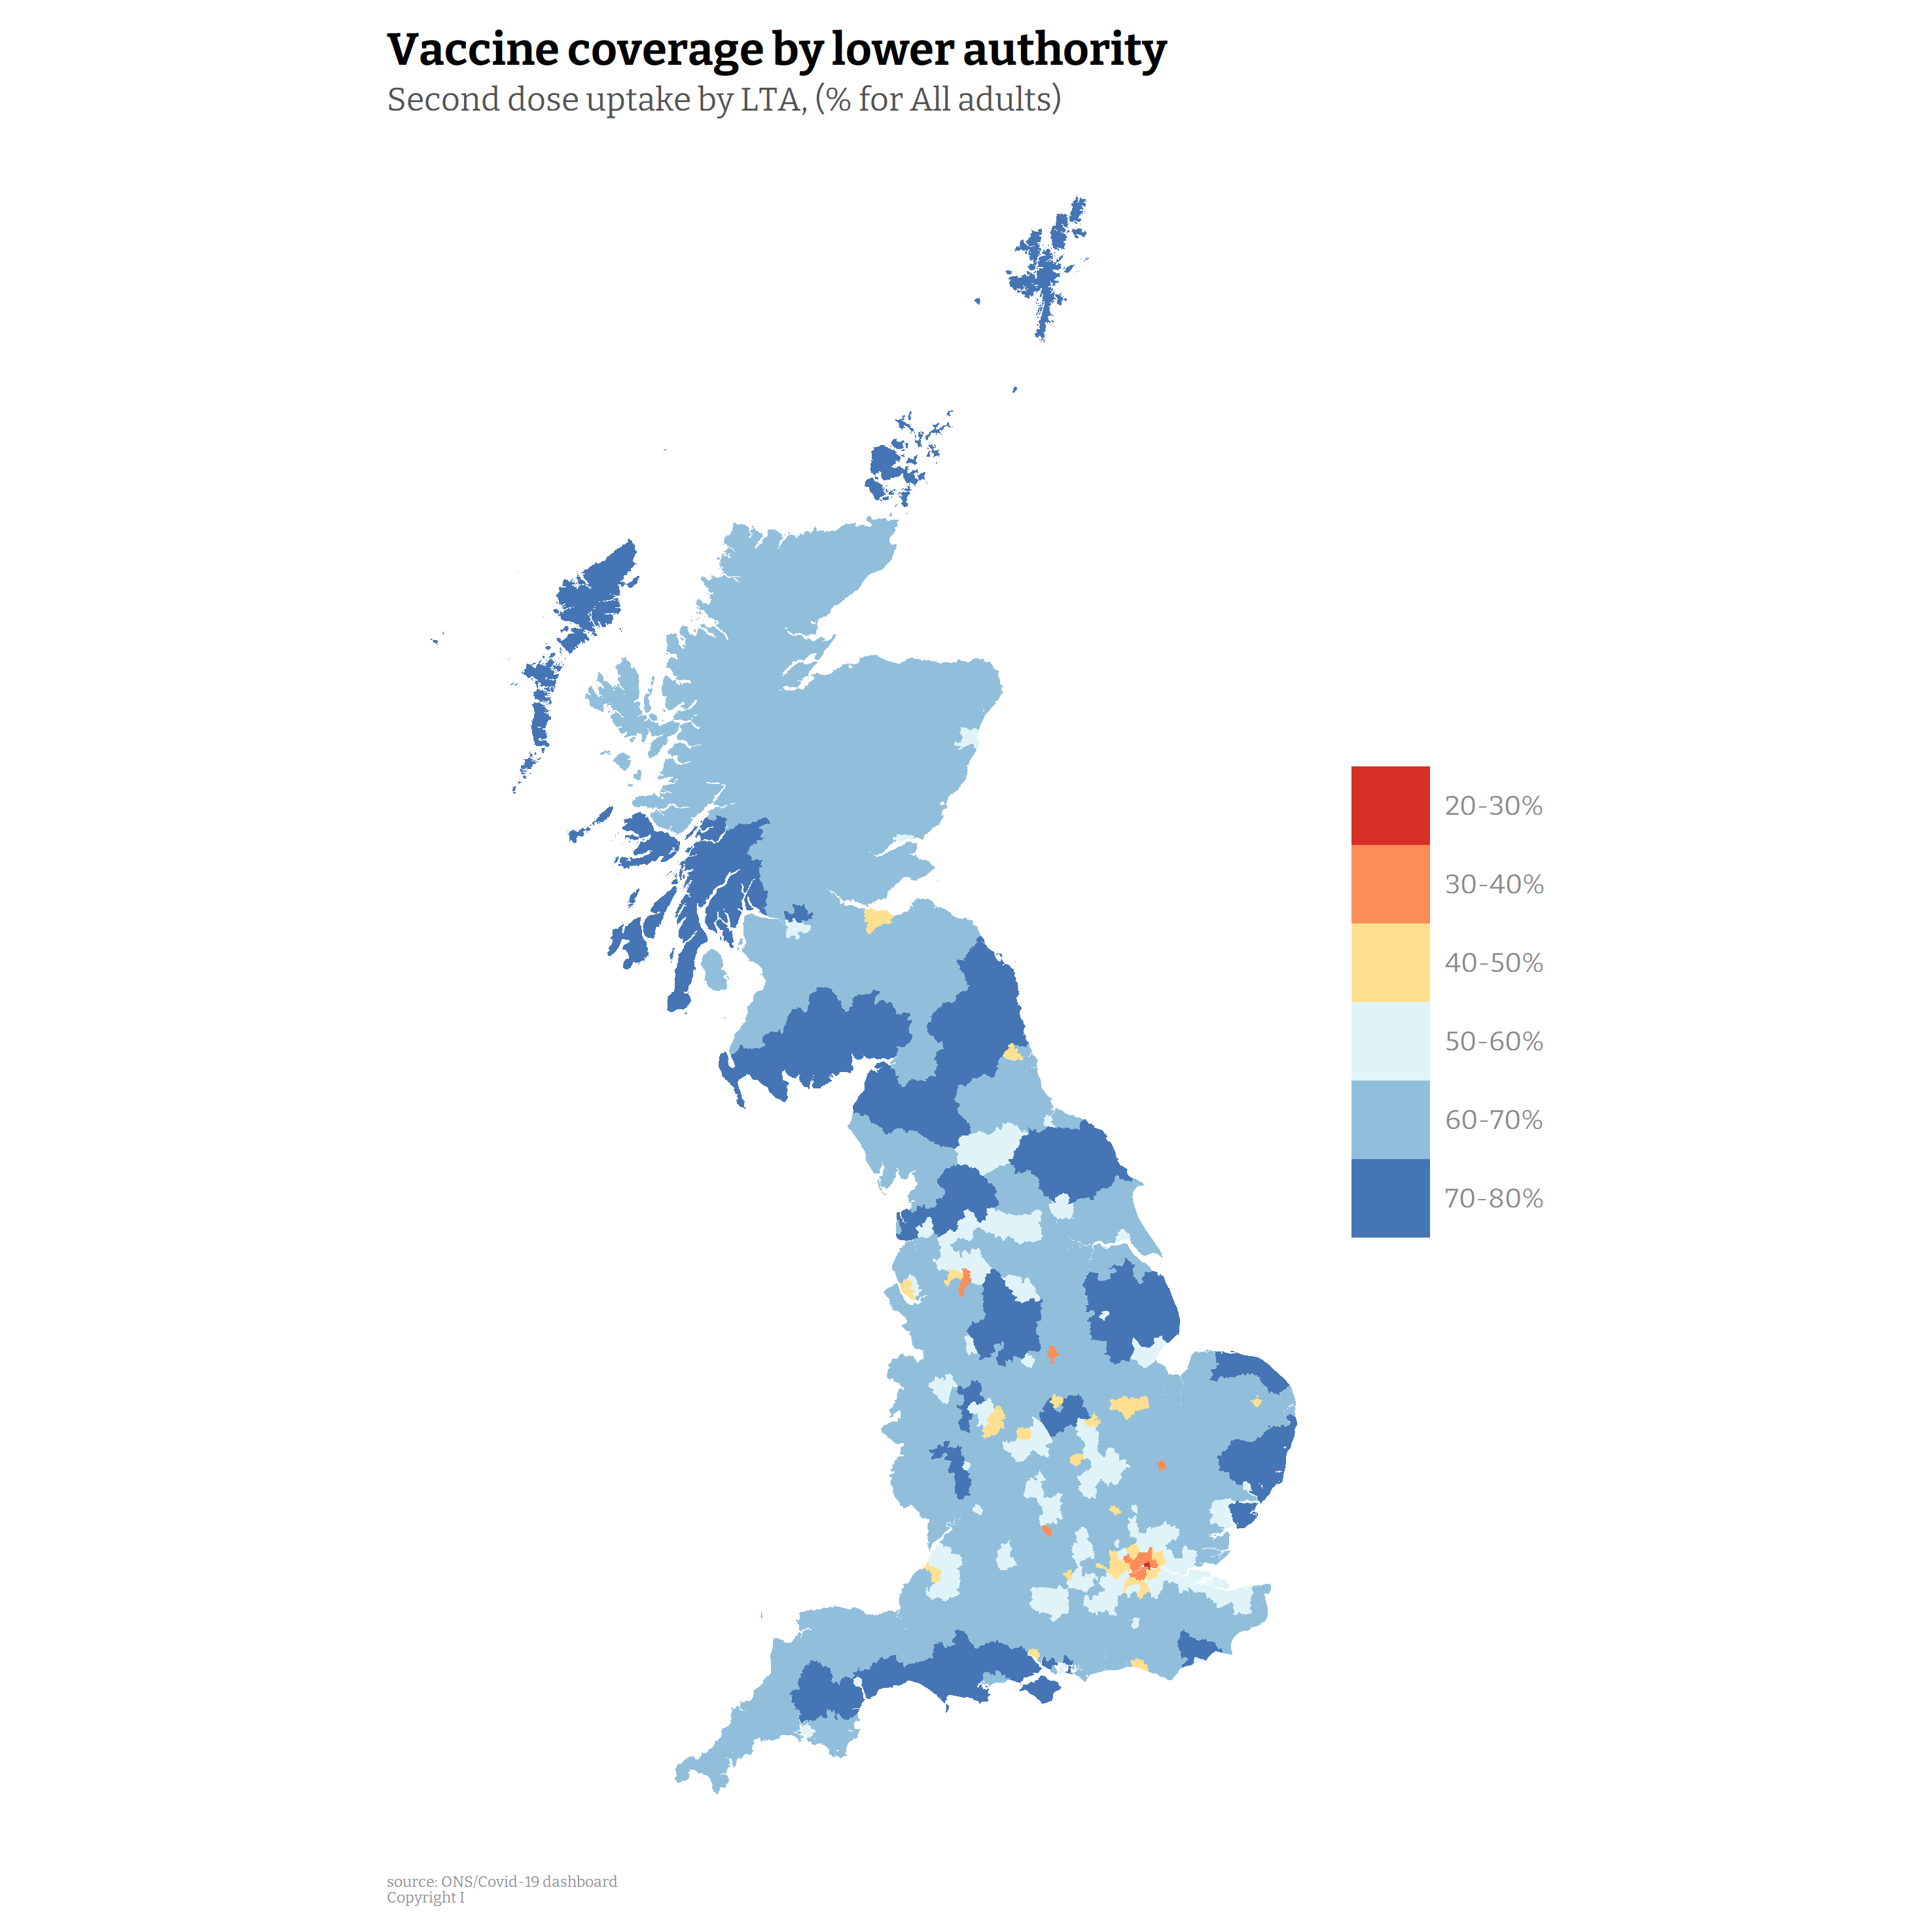 Vaccine coverage by lower authority
Second dose uptake by LTA, (% for All adults)
20-30%
30-40%
40-50%
50-60%
60-70%
70-80%
source: ONS/Covid-19 dashboard
Copyright I